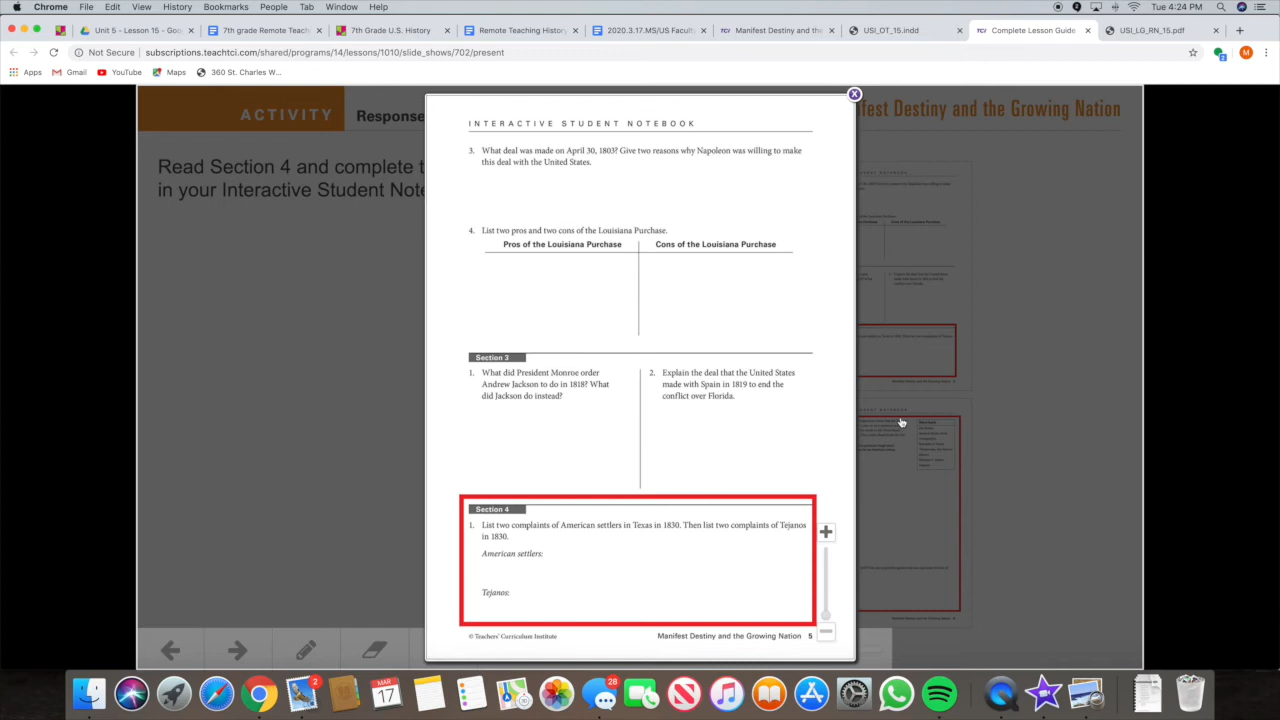 Chrome File Edit View History Bookmarks People Tab Window Help Tue 4:24 PM
Unit 5 - Lesson 15 - Goo 7th grade Remote Teach 7th Grade U.S. History Remote Teaching History 2020.3.17.MS/US Facult Manifest Destiny and the USI_OT_15.indd Complete Lesson Guide USI_LG_RN_15.pdf
Not Secure subscriptions.teachtci.com/shared/programs/14/lessons/1010/slide_shows/702/present
M
Apps Gmail YouTube Maps 360 St. Charles W...
ACTIVITY Response
fest Destiny and the Growing Nation
Read Section 4 and complete t
in your Interactive Student Note
INTERACTIVE STUDENT NOTEBOOK
3. What deal was made on April 30, 1803? Give two reasons why Napoleon was willing to make
this deal with the United States.
4. List two pros and two cons of the Louisiana Purchase.
Pros of the Louisiana Purchase Cons of the Louisiana Purchase
Section 3
1. What did President Monroe order
Andrew Jackson to do in 1818? What
did Jackson do instead?
2. Explain the deal that the United States
made with Spain in 1819 to end the
conflict over Florida.
Section 4
1. List two complaints of American settlers in Texas in 1830. Then list two complaints of Tejanos
in 1830.
American settlers:
Tejanos:
© Teachers' Curriculum Institute Manifest Destiny and the Growing Nation 5
2
MAR
17
28